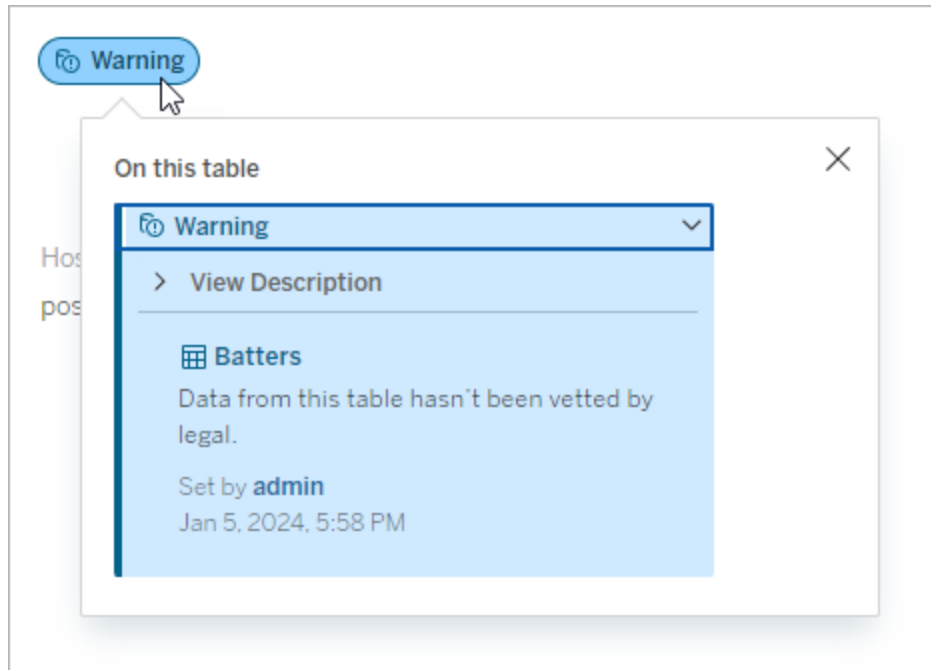 Warning
On this table
Warning
View Description
Batters
Data from this table hasn't been vetted by
legal.
Set by admin
Jan 5, 2024, 5:58 PM